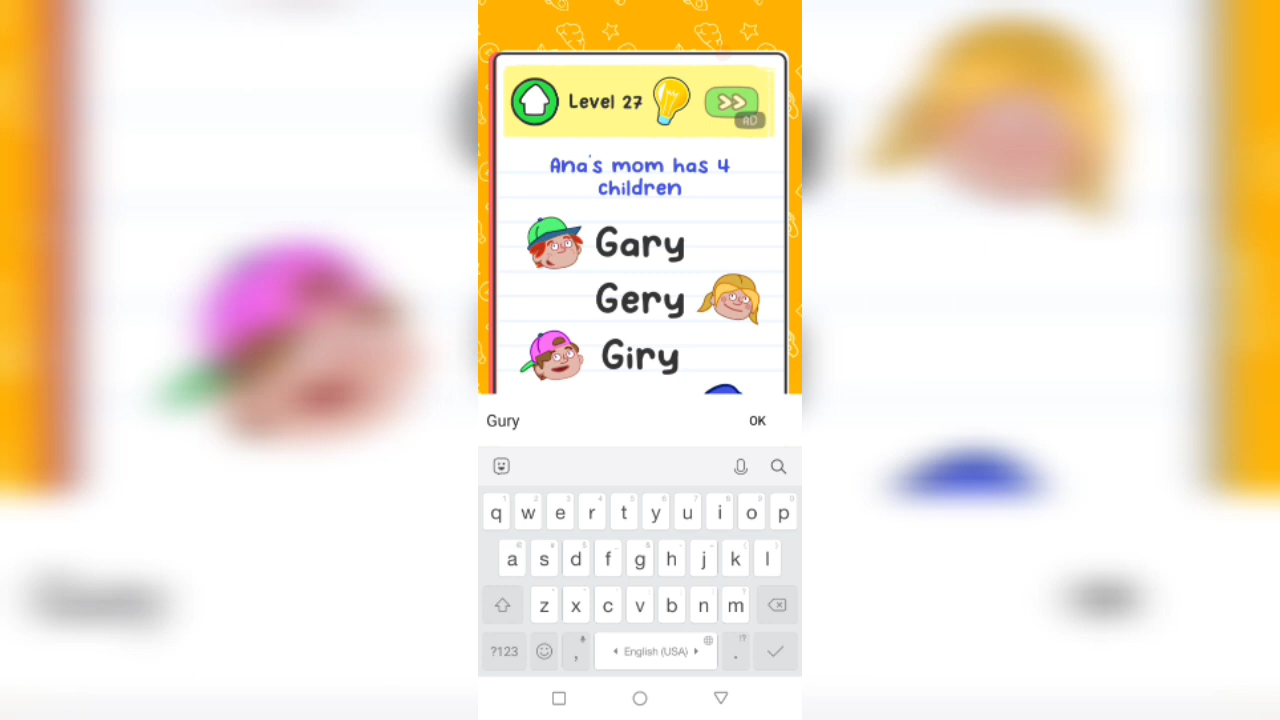 Level 27
AD
Ana's mom has 4
children
Gary
Gery
Giry
Gury
OK
q w e r t y u i o p
a s d f g h j k l
z x c v b n m
?123 , English (USA) .